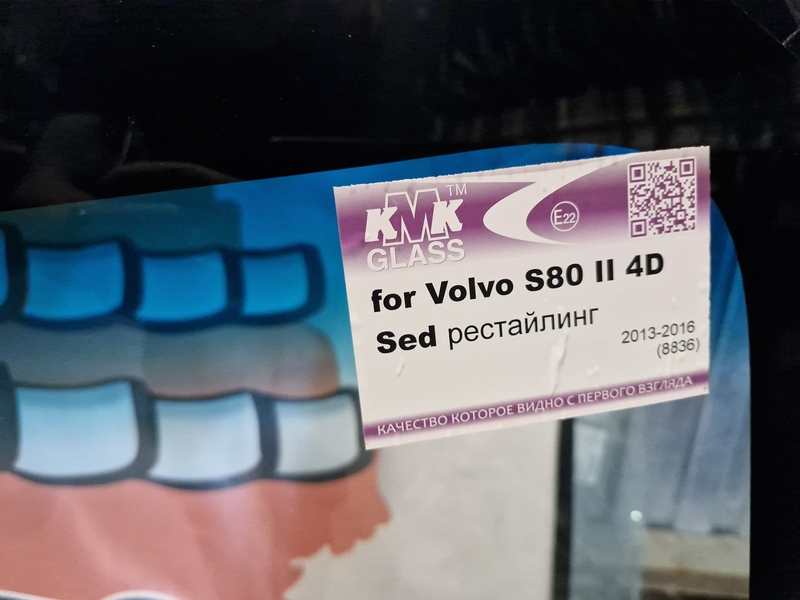 KMK™
GLASS
E22
for Volvo S80 II 4D
Sed рестайлинг
2013-2016
(8836)
КАЧЕСТВО КОТОРОЕ ВИДНО С ПЕРВОГО ВЗГЛЯДА